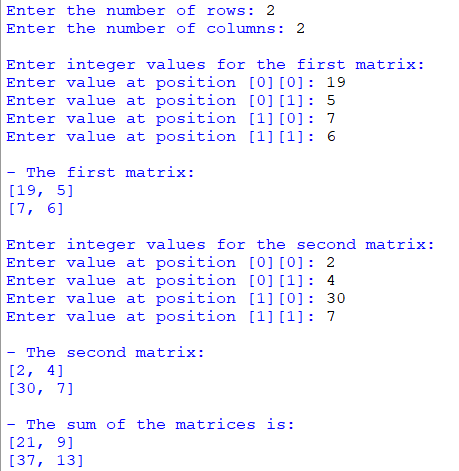 Enter the number of rows: 2
Enter the number of columns: 2
Enter integer values for the first matrix:
Enter value at position [0][0]: 19
Enter value at position [0][1]: 5
Enter value at position [1][0]: 7
Enter value at position [1][1]: 6
- The first matrix:
[19, 5]
[7, 6]
Enter integer values for the second matrix:
Enter value at position [0][0]: 2
Enter value at position [0][1]: 4
Enter value at position [1][0]: 30
Enter value at position [1][1]: 7
- The second matrix:
[2, 4]
[30, 7]
- The sum of the matrices is:
[21, 9]
[37, 13]